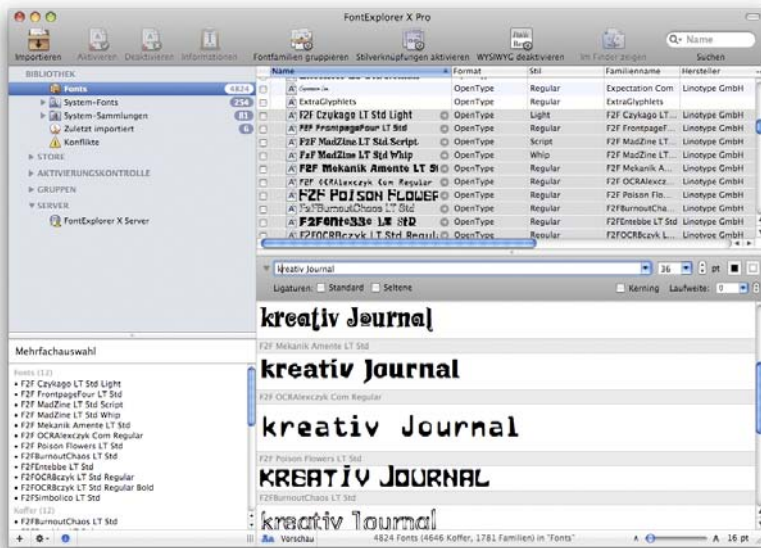 FontExplorer X Pro
Importieren Aktivieren Deaktivieren Informationen Fontfamilien gruppieren Stilverknüpfungen aktivieren WYSIWYG deaktivieren Im Finder zeigen Suchen
Name
BIBLIOTHEK
Fonts 4824
System-Fonts 254
System-Sammlungen 81
Zuletzt importiert 6
Konflikte
STORE
AKTIVIERUNGSKONTROLLE
GRUPPEN
SERVER
FontExplorer X Server
Name Format Stil Familienname Hersteller
OpenType Regular Expectation Com Linotype GmbH
ExtraGlyphlets OpenType Regular ExtraGlyphlets
F2F Czykago LT Std Light OpenType Light F2F Czykago LT... Linotype GmbH
F2F FrontpageFour LT Std OpenType Regular F2F FrontpageF... Linotype GmbH
F2F MadZine LT Std Script OpenType Script F2F MadZine LT... Linotype GmbH
F2F MadZine LT Std Whip OpenType Whip F2F MadZine LT... Linotype GmbH
F2F Mekanik Amente LT S OpenType Regular F2F Mekanik A... Linotype GmbH
F2F OCRAlexczyk Com Regular OpenType Regular F2F OCRAlexcz... Linotype GmbH
F2F POISON FLOWER OpenType Regular F2F Poison Flo... Linotype GmbH
F2FBurnoutChaos LT Std OpenType Regular F2FBurnoutCha... Linotype GmbH
F2FEntebbe LT STD OpenType Regular F2FEntebbe LT Std Linotype GmbH
F2FOCRBczyk LT Std Regul OpenType Regular F2FOCRBczyk L... Linotype GmbH
kreativ Journal 36 pt
Ligaturen: Standard Seltene Kerning Laufweite: 0
kreativ Journal
F2F Mekanik Amente LT Std
kreativ Journal
F2F OCRAlexczyk Com Regular
kreativ Journal
F2F Poison Flowers LT Std
KREATIV JOURNAL
F2FBurnoutChaos LT Std
kreativ Journal
Mehrfachauswahl
Fonts (12)
• F2F Czykago LT Std Light
• F2F FrontpageFour LT Std
• F2F MadZine LT Std Script
• F2F MadZine LT Std Whip
• F2F Mekanik Amente LT Std
• F2F OCRAlexczyk Com Regular
• F2F Poison Flowers LT Std
• F2FBurnoutChaos LT Std
• F2FEntebbe LT Std
• F2FOCRBczyk LT Std Regular
• F2FOCRBczyk LT Std Regular Bold
• F2FSimbolico LT Std
Koffer (12)
• F2FBurnoutChaos LT Std
Vorschau 4824 Fonts (4646 Koffer, 1781 Familien) in "Fonts" A A 16 pt